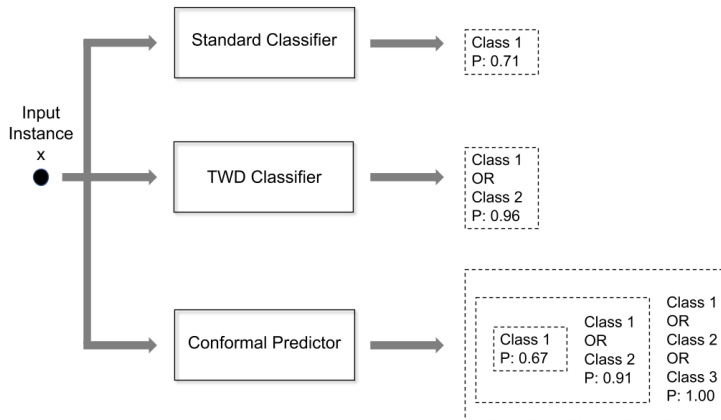 Standard Classifier
Class 1
P: 0.71
Input
Instance
x
TWD Classifier
Class 1
OR
Class 2
P: 0.96
Conformal Predictor
Class 1
P: 0.67
Class 1
OR
Class 2
P: 0.91
Class 1
OR
Class 2
OR
Class 3
P: 1.00